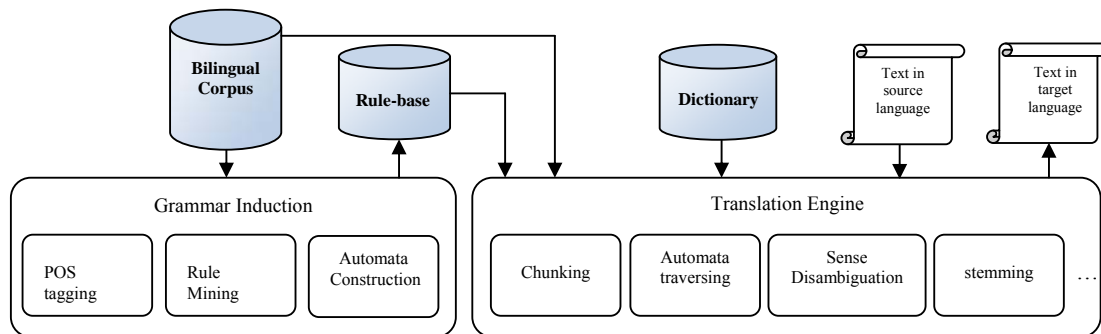 Bilingual
Corpus
Rule-base
Dictionary
Text in
source
language
Text in
target
language
Grammar Induction
POS
tagging
Rule
Mining
Automata
Construction
Translation Engine
Chunking
Automata
traversing
Sense
Disambiguation
stemming
...